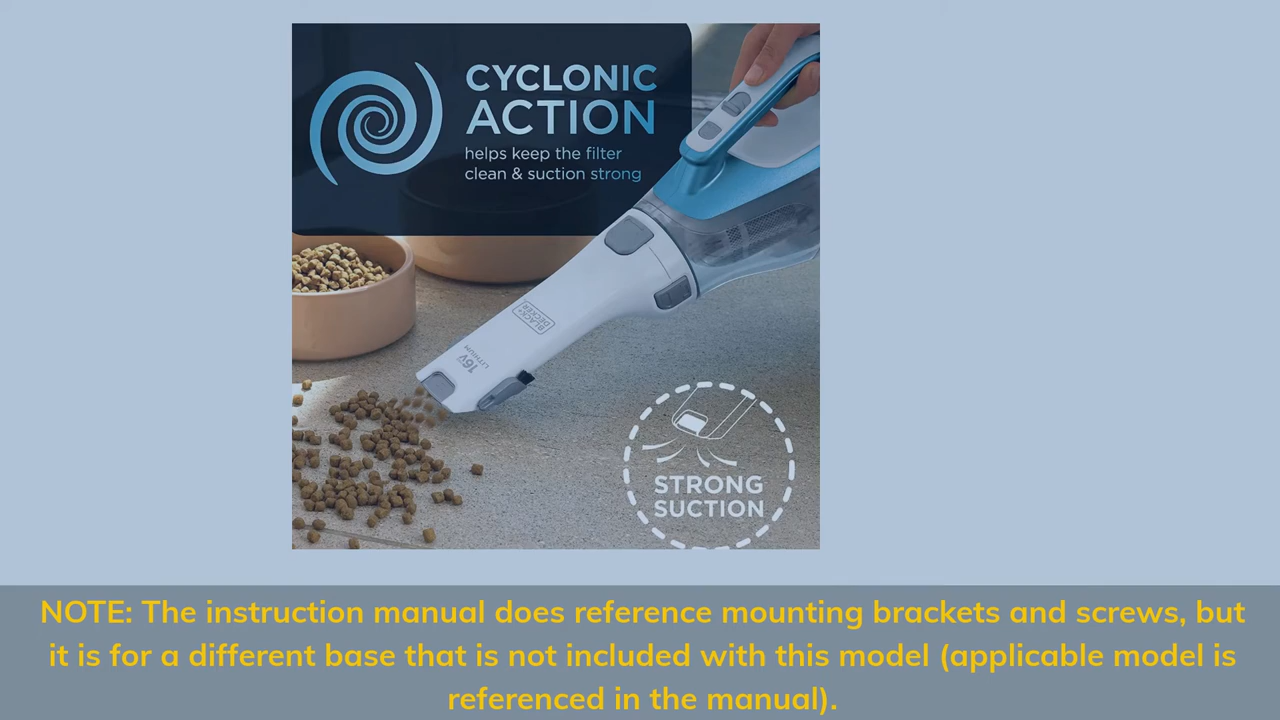 CYCLONIC
ACTION
helps keep the filter
clean & suction strong
BLACK+
DECKER
16V
LITHIUM
STRONG
SUCTION
NOTE: The instruction manual does reference mounting brackets and screws, but
it is for a different base that is not included with this model (applicable model is
referenced in the manual).